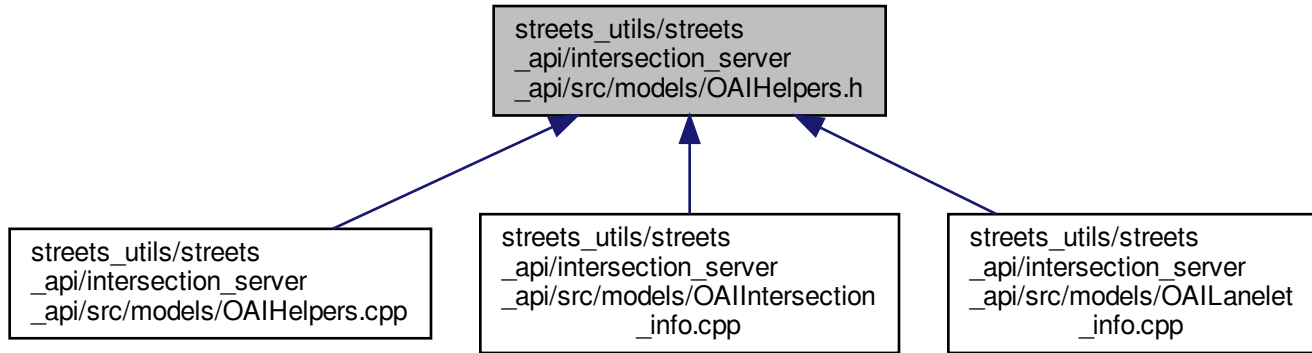 streets_utils/streets
_api/intersection_server
_api/src/models/OAIHelpers.h
streets_utils/streets
_api/intersection_server
_api/src/models/OAIHelpers.cpp
streets_utils/streets
_api/intersection_server
_api/src/models/OAIIntersection
_info.cpp
streets_utils/streets
_api/intersection_server
_api/src/models/OAILanelet
_info.cpp